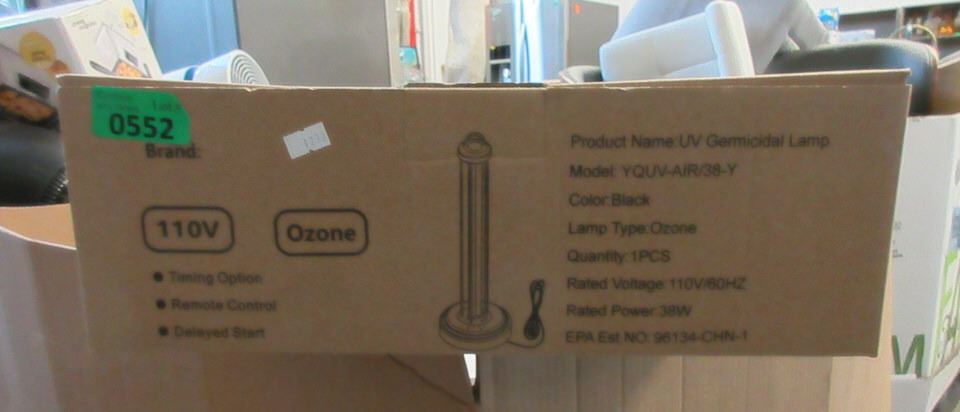 Lot #
0552
Brand:
110V
Ozone
● Timing Option
● Remote Control
● Delayed Start
Product Name:UV Germicidal Lamp
Model: YQUV-AIR/38-Y
Color:Black
Lamp Type:Ozone
Quantity:1PCS
Rated Voltage:110V/60HZ
Rated Power:38W
EPA Est NO: 96134-CHN-1